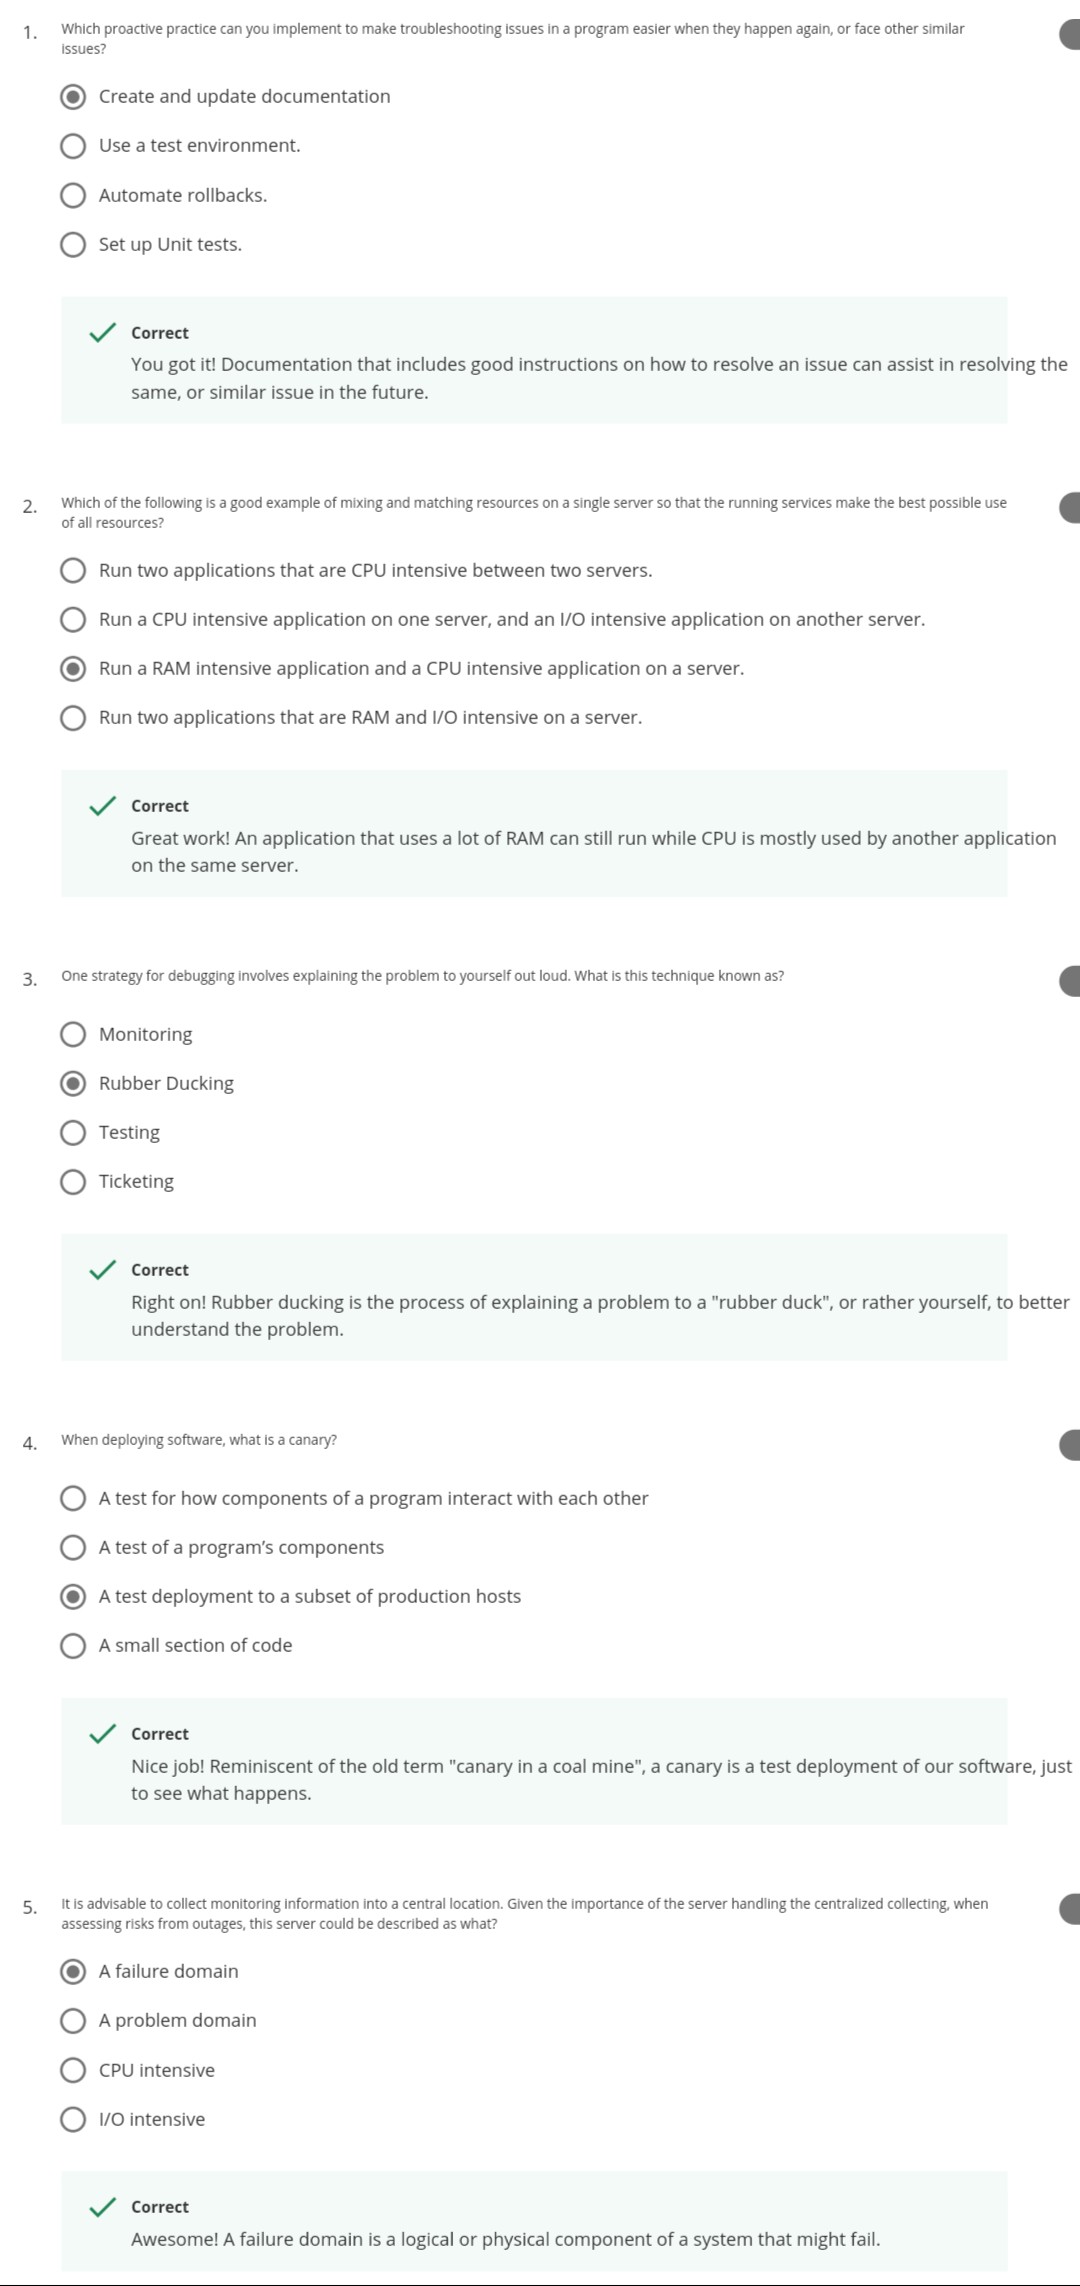 1. Which proactive practice can you implement to make troubleshooting issues in a program easier when they happen again, or face other similar
issues?
Create and update documentation
Use a test environment.
Automate rollbacks.
Set up Unit tests.
Correct
You got it! Documentation that includes good instructions on how to resolve an issue can assist in resolving the
same, or similar issue in the future.
2. Which of the following is a good example of mixing and matching resources on a single server so that the running services make the best possible use
of all resources?
Run two applications that are CPU intensive between two servers.
Run a CPU intensive application on one server, and an I/O intensive application on another server.
Run a RAM intensive application and a CPU intensive application on a server.
Run two applications that are RAM and I/O intensive on a server.
Correct
Great work! An application that uses a lot of RAM can still run while CPU is mostly used by another application
on the same server.
3. One strategy for debugging involves explaining the problem to yourself out loud. What is this technique known as?
Monitoring
Rubber Ducking
Testing
Ticketing
Correct
Right on! Rubber ducking is the process of explaining a problem to a "rubber duck", or rather yourself, to better
understand the problem.
4. When deploying software, what is a canary?
A test for how components of a program interact with each other
A test of a program’s components
A test deployment to a subset of production hosts
A small section of code
Correct
Nice job! Reminiscent of the old term "canary in a coal mine", a canary is a test deployment of our software, just
to see what happens.
5. It is advisable to collect monitoring information into a central location. Given the importance of the server handling the centralized collecting, when
assessing risks from outages, this server could be described as what?
A failure domain
A problem domain
CPU intensive
I/O intensive
Correct
Awesome! A failure domain is a logical or physical component of a system that might fail.